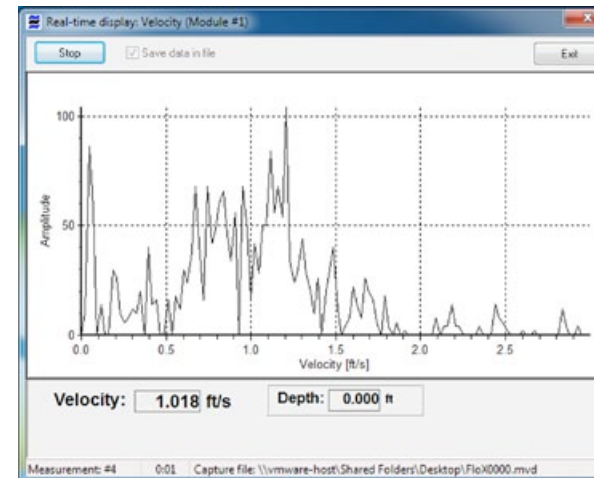 Real-time display: Velocity (Module #1)
Stop
Save data in file
Exit
100
50
0
Amplitude
0.0 0.5 1.0 1.5 2.0 2.5
Velocity [ft/s]
Velocity: 1.018 ft/s Depth: 0.000 ft
Measurement: #4 0:01 Capture file: \\vmware-host\Shared Folders\Desktop\FloX0000.mvd